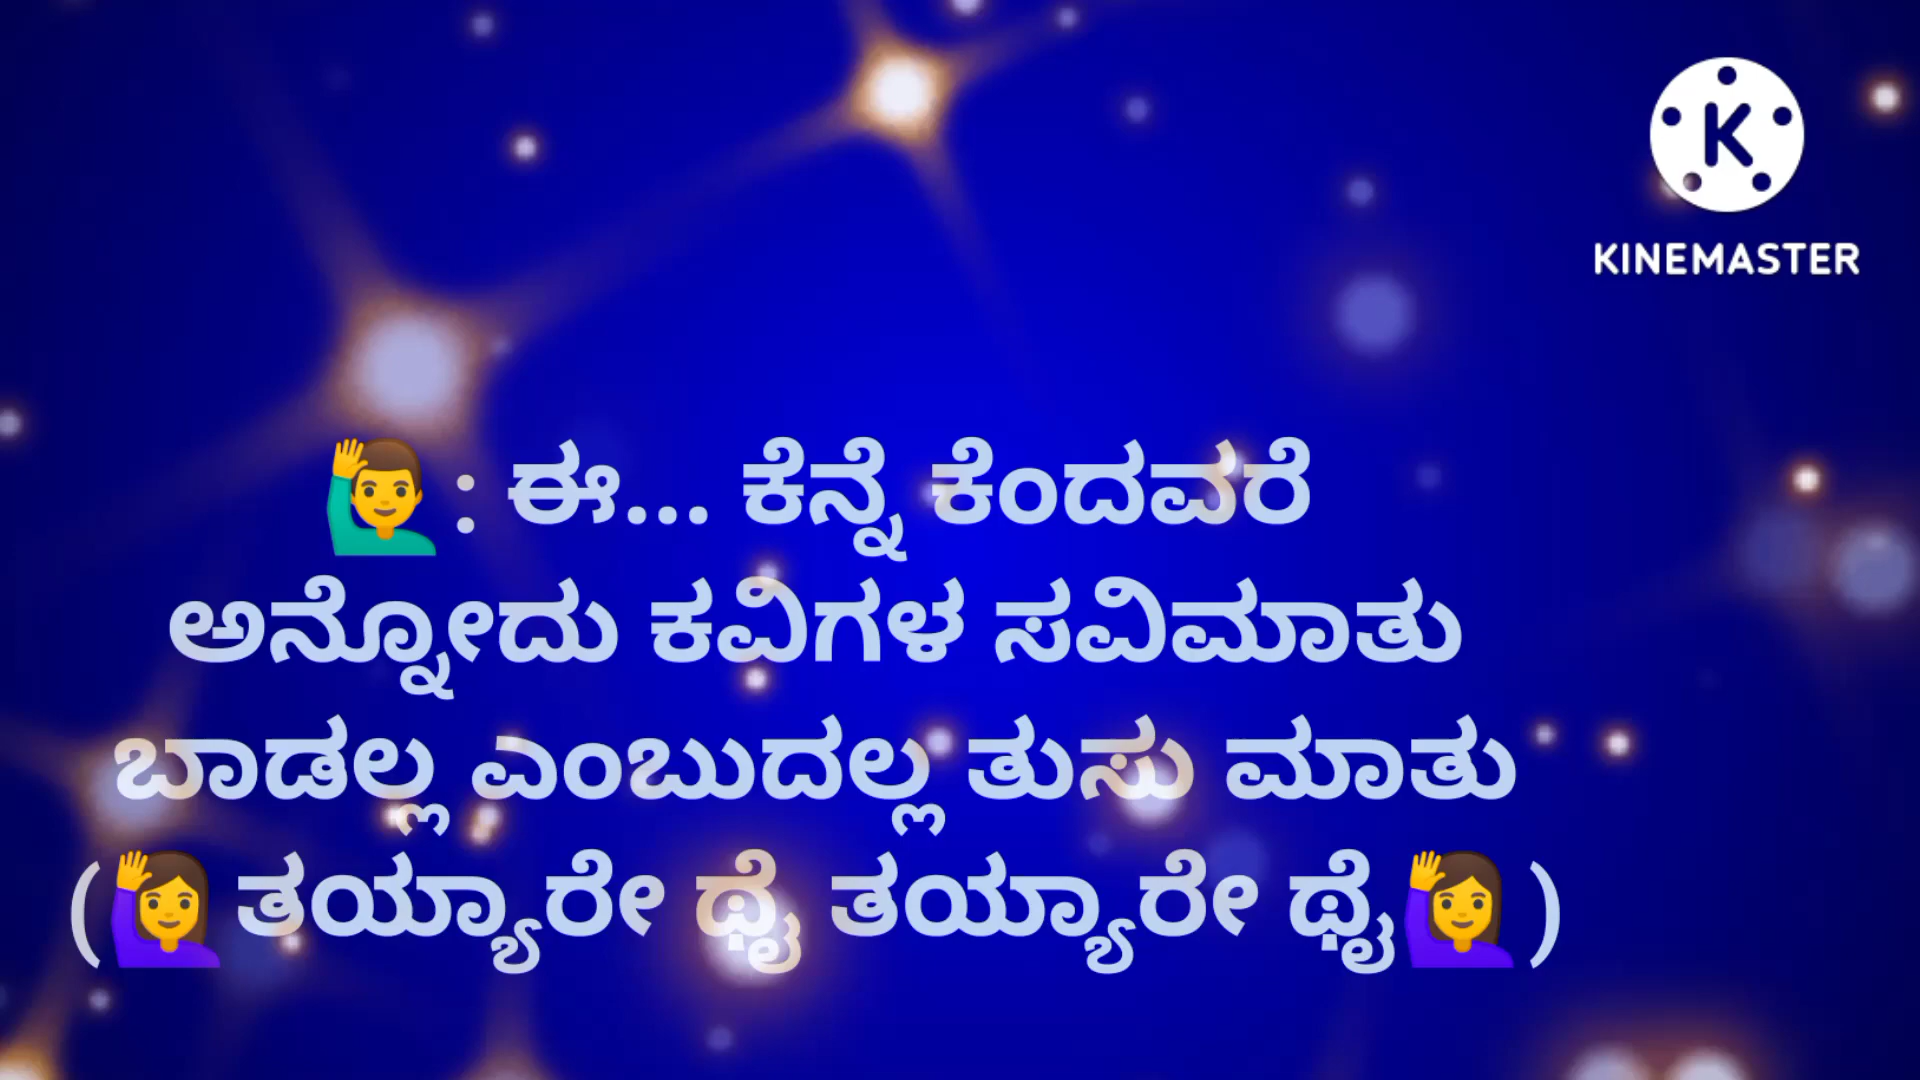 KINEMASTER
🙋‍♂️: ಈ... ಕೆನ್ನೆ ಕೆಂದವರೆ
ಅನ್ನೋದು ಕವಿಗಳ ಸವಿಮಾತು
ಬಾಡಲ್ಲ ಎಂಬುದಲ್ಲ ತುಸು ಮಾತು
(🙋‍♀️ತಯ್ಯಾರೇ ಥೈ ತಯ್ಯಾರೇ ಥೈ🙋‍♀️)